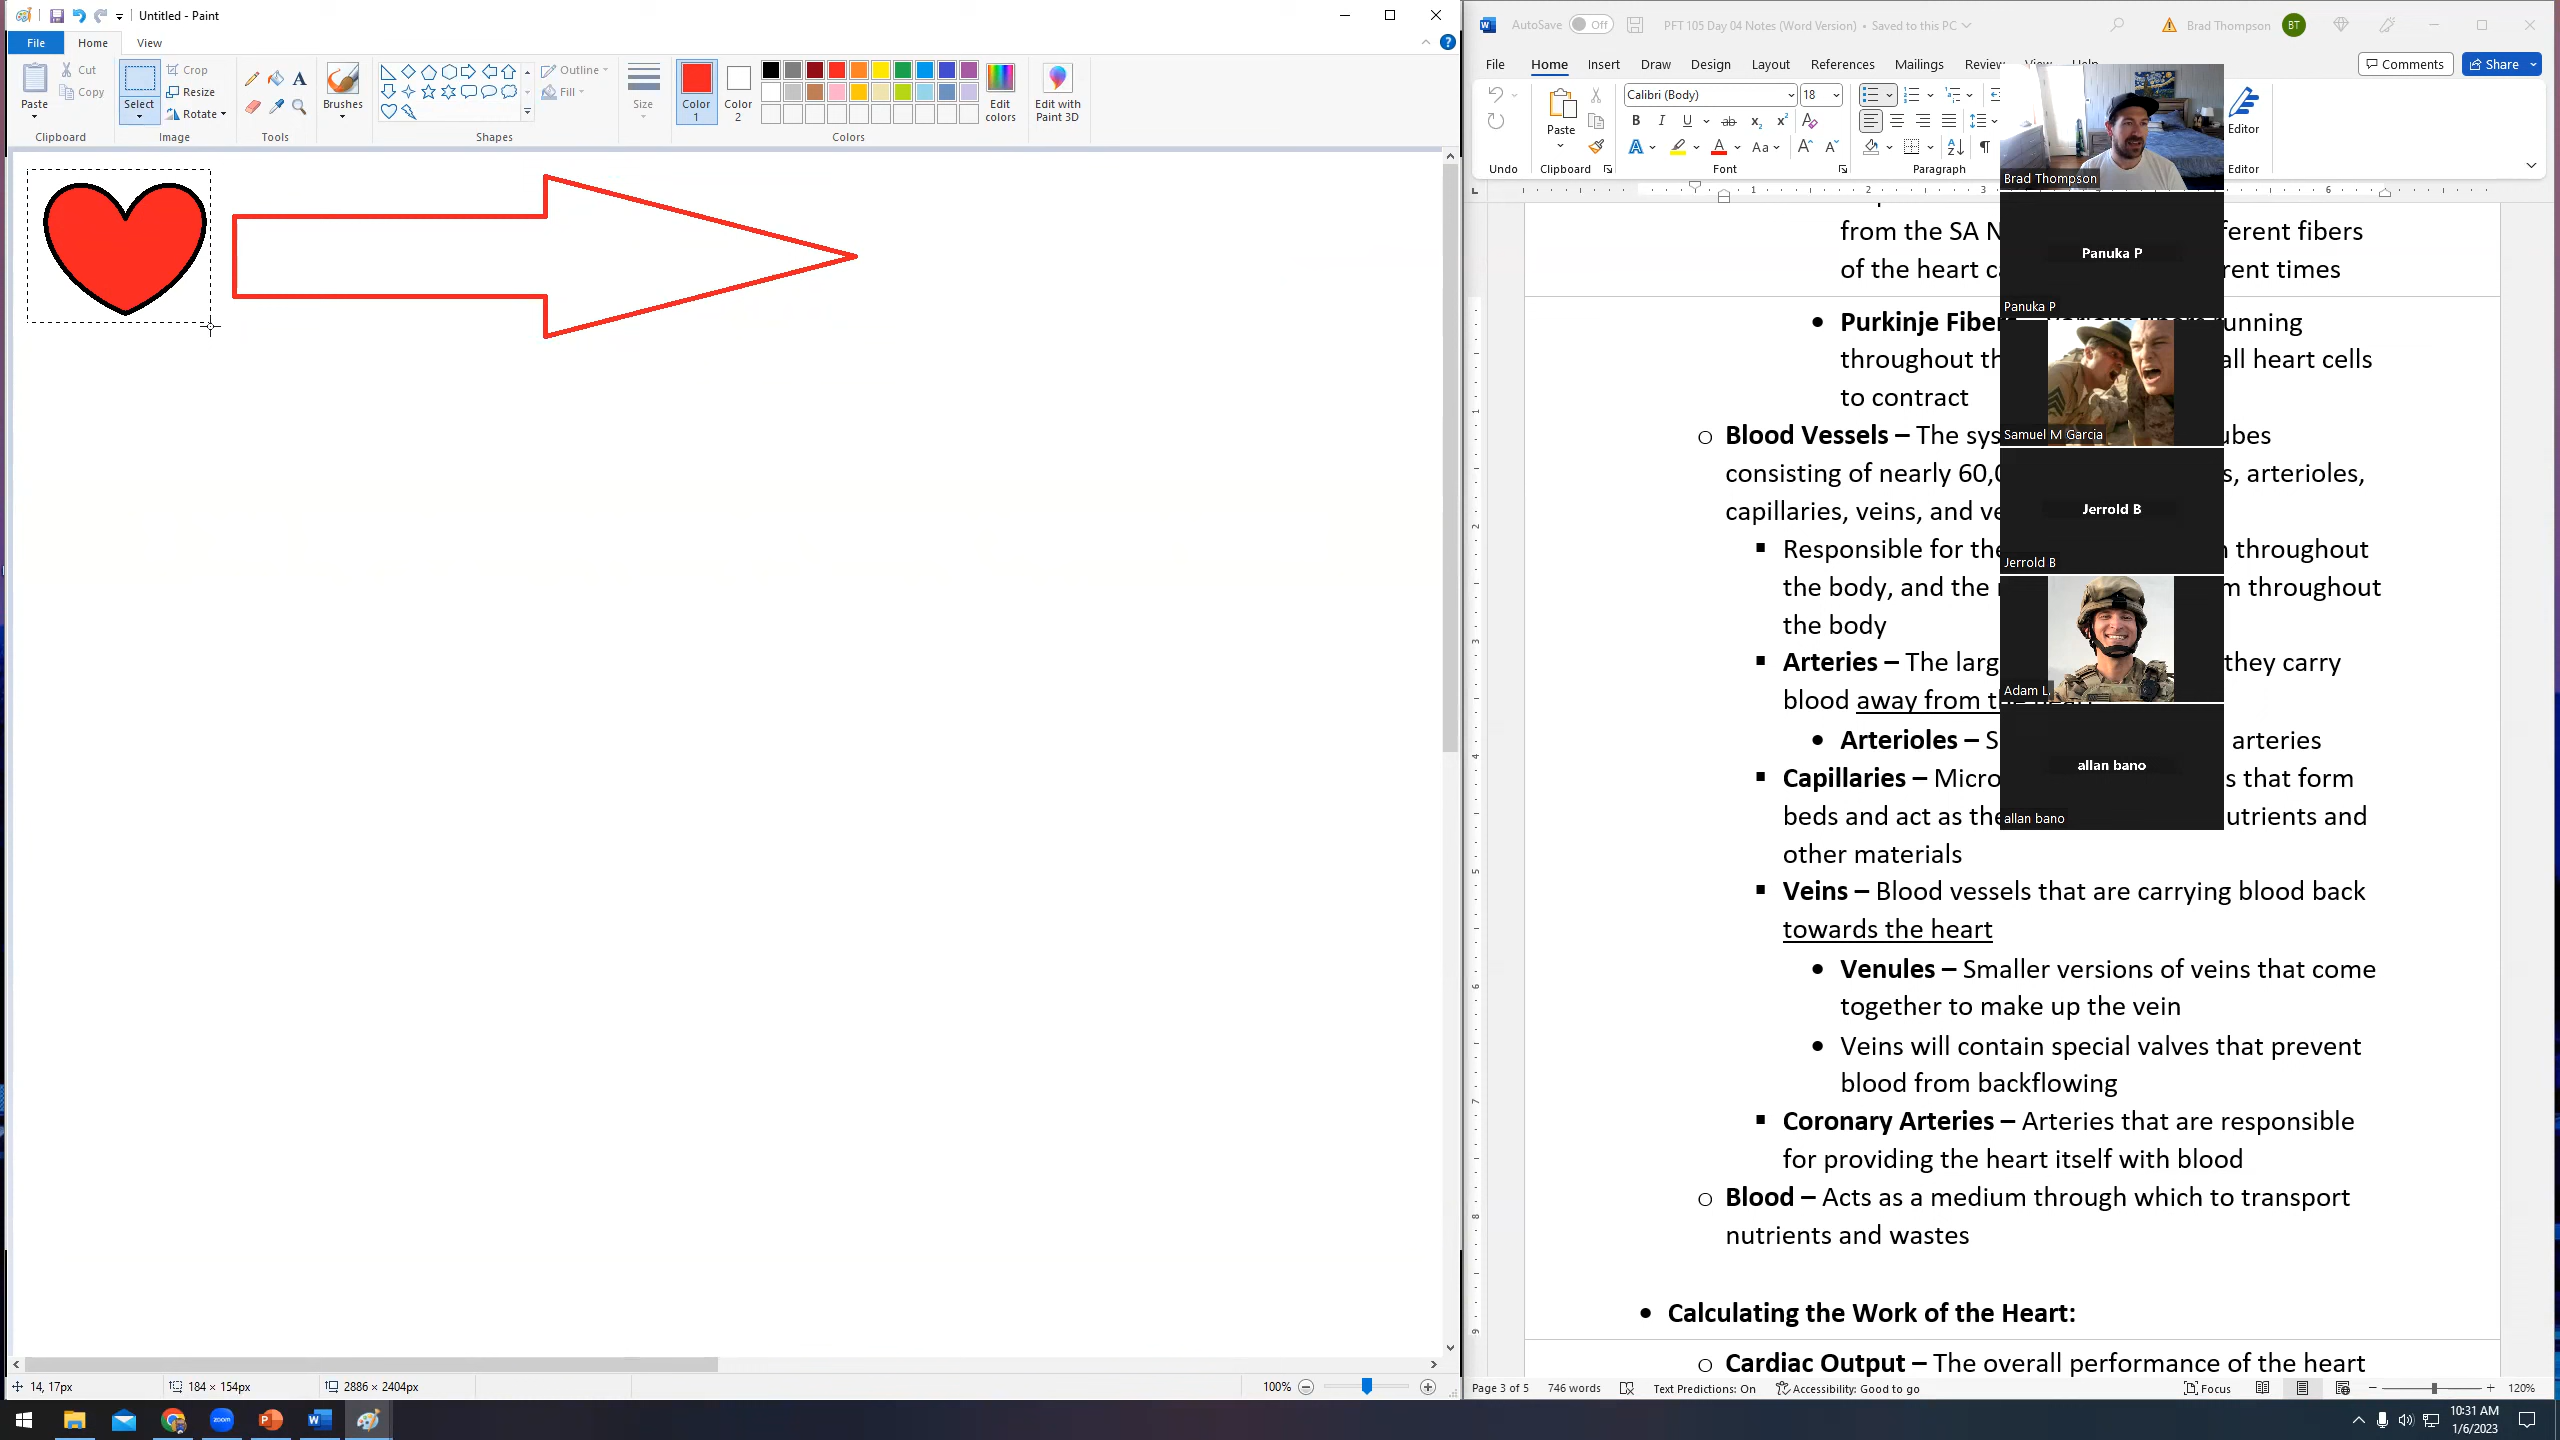 Untitled - Paint
File
Home
View
Paste
Cut
Copy
Clipboard
Select
Crop
Resize
Rotate
Image
Tools
Brushes
Shapes
Outline
Fill
Size
Color 1
Color 2
Edit colors
Colors
Edit with Paint 3D
14, 17px
184 × 154px
2886 × 2404px
100%
AutoSave Off
PFT 105 Day 04 Notes (Word Version) • Saved to this PC
Brad Thompson
BT
File Home Insert Draw Design Layout References Mailings Review View Help
Comments
Share
Undo
Paste
Clipboard
Calibri (Body) 18
Font
Paragraph
Editor
Editor
from the SA N ferent fibers
of the heart c rent times
• Purkinje Fiber running
throughout th all heart cells
to contract
o Blood Vessels – The sys ubes
consisting of nearly 60,0 s, arterioles,
capillaries, veins, and ve
▪ Responsible for the n throughout
the body, and the m throughout
the body
▪ Arteries – The larg they carry
blood away from
• Arterioles – S arteries
▪ Capillaries – Micro s that form
beds and act as the utrients and
other materials
▪ Veins – Blood vessels that are carrying blood back
towards the heart
• Venules – Smaller versions of veins that come
together to make up the vein
• Veins will contain special valves that prevent
blood from backflowing
▪ Coronary Arteries – Arteries that are responsible
for providing the heart itself with blood
o Blood – Acts as a medium through which to transport
nutrients and wastes
• Calculating the Work of the Heart:
o Cardiac Output – The overall performance of the heart
Brad Thompson
Panuka P
Panuka P
Samuel M Garcia
Jerrold B
Jerrold B
Adam L.
allan bano
allan bano
Page 3 of 5
746 words
Text Predictions: On
Accessibility: Good to go
Focus
120%
zoom
10:31 AM
1/6/2023